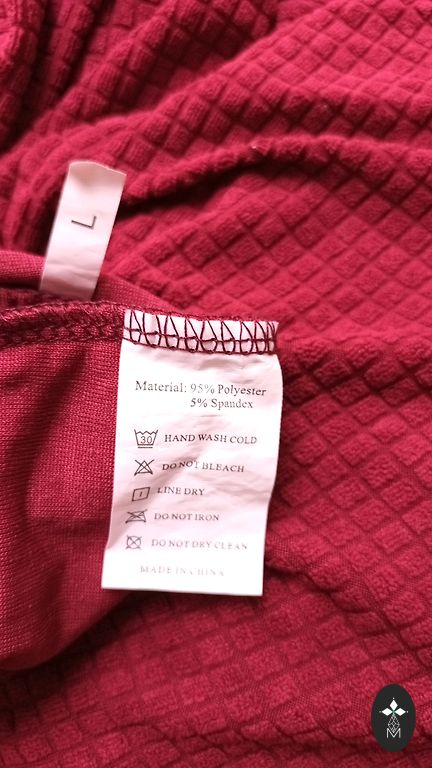 L
Material: 95% Polyester
5% Spandex
30 HAND WASH COLD
DO NOT BLEACH
LINE DRY
DO NOT IRON
DO NOT DRY CLEAN
MADE IN CHINA
M